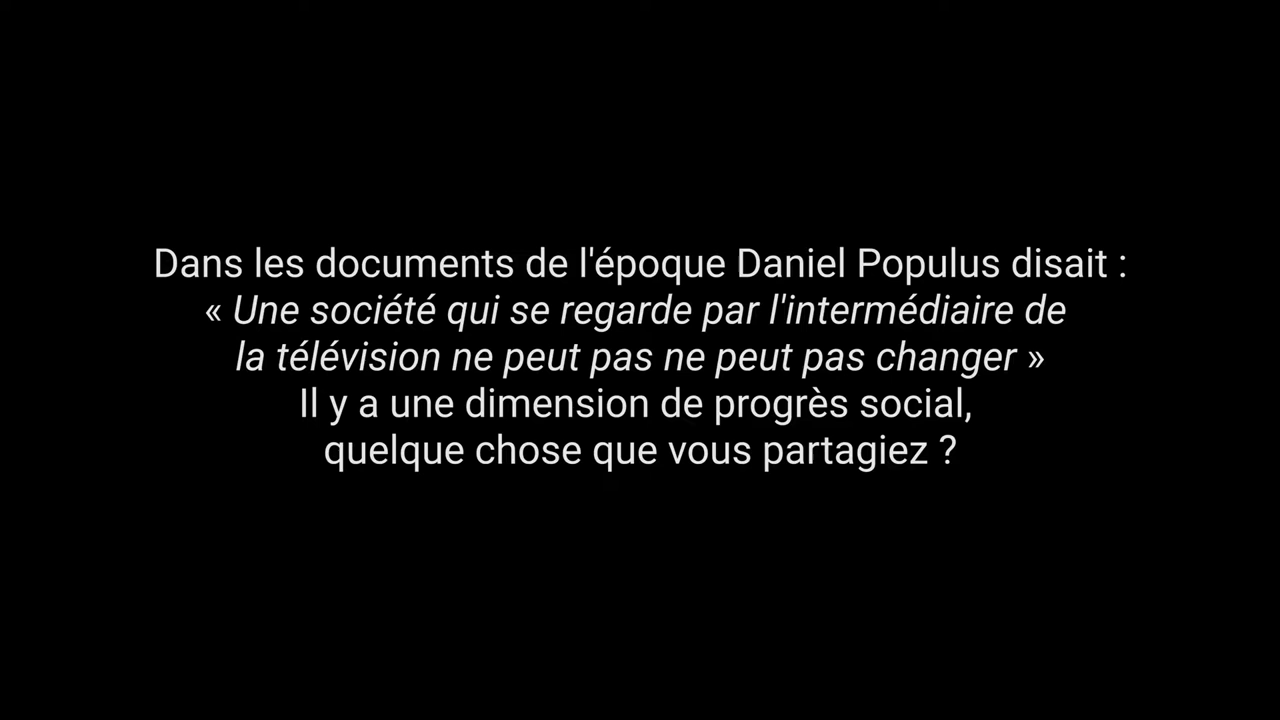 Dans les documents de l'époque Daniel Populus disait :
« Une société qui se regarde par l'intermédiaire de
la télévision ne peut pas ne peut pas changer »
Il y a une dimension de progrès social,
quelque chose que vous partagiez ?